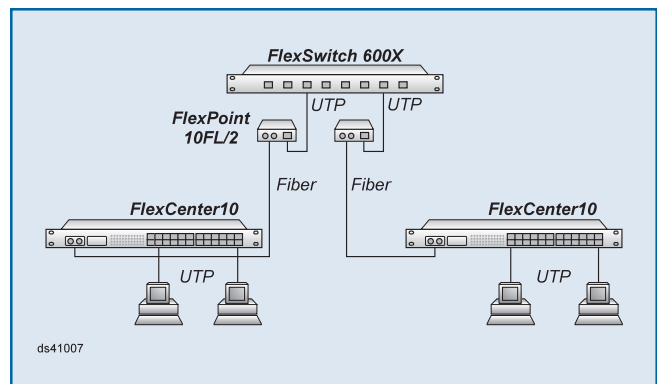 FlexSwitch 600X
UTP
UTP
FlexPoint
10FL/2
Fiber
Fiber
FlexCenter10
FlexCenter10
UTP
UTP
ds41007